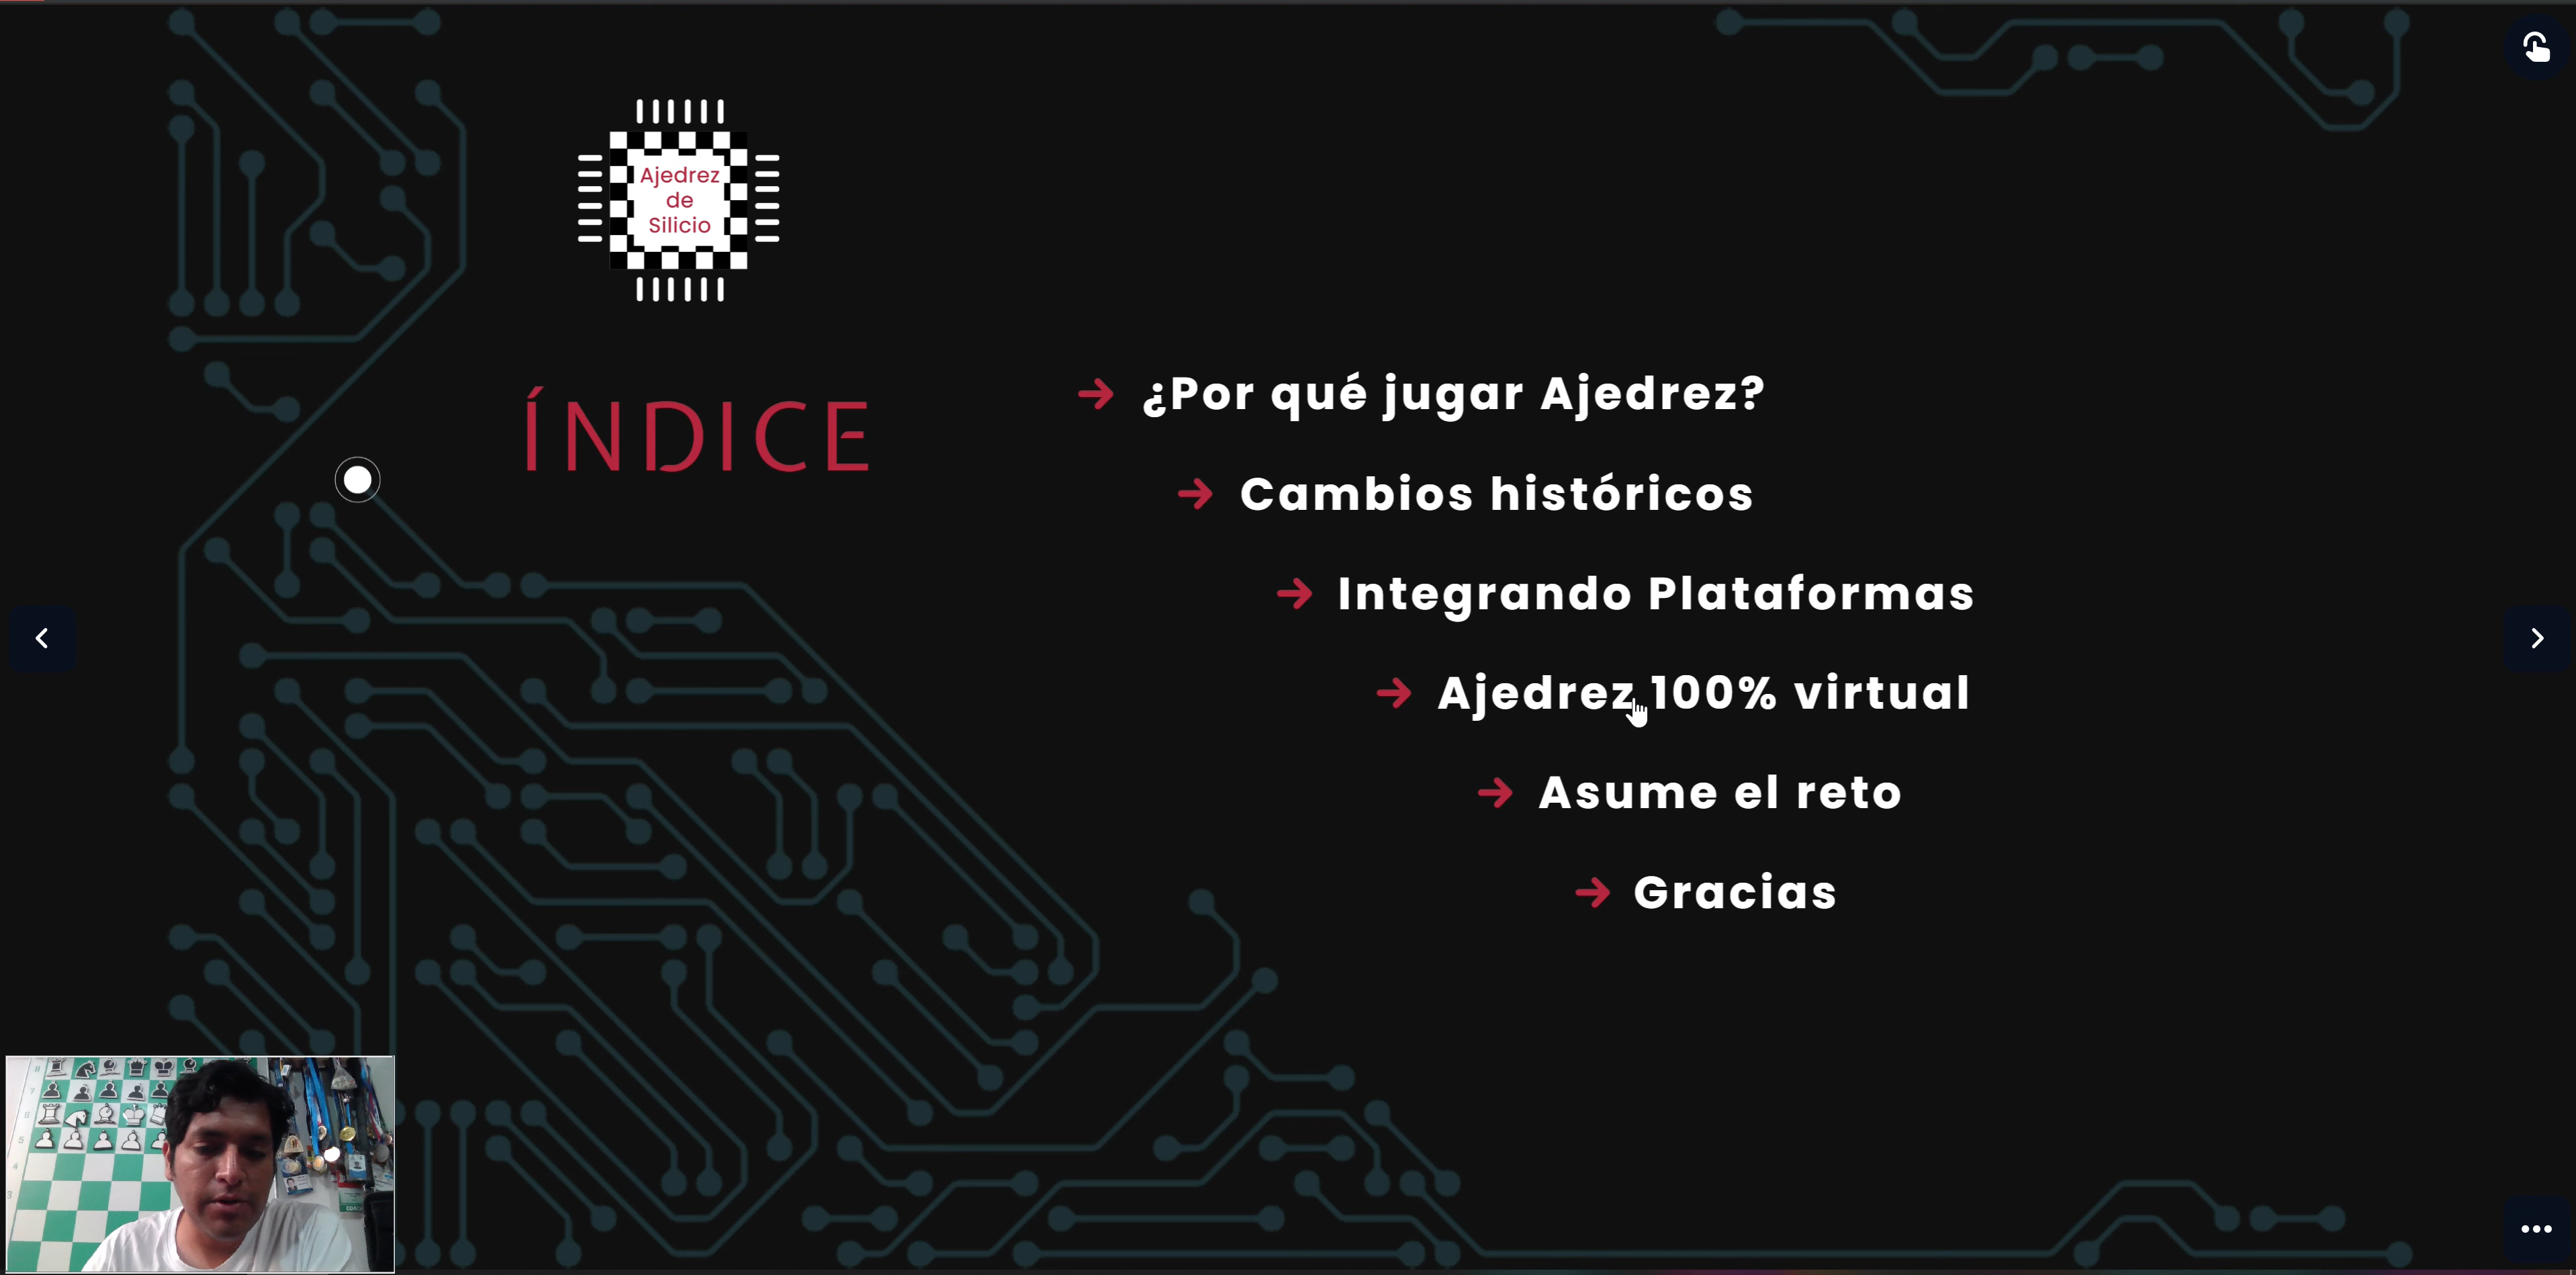 Ajedrez
de
Silicio
ÍNDICE
¿Por qué jugar Ajedrez?
Cambios históricos
Integrando Plataformas
Ajedrez 100% virtual
Asume el reto
Gracias